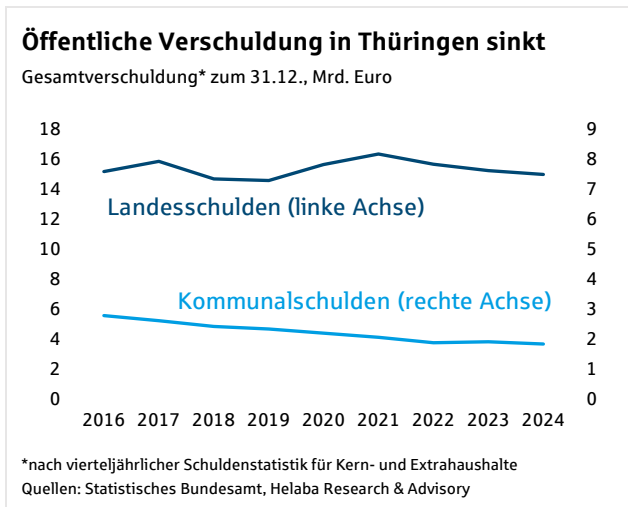 Öffentliche Verschuldung in Thüringen sinkt
Gesamtverschuldung* zum 31.12., Mrd. Euro
18 9
16 8
14 7
Landesschulden (linke Achse)
12 6
10 5
8 4
Kommunalschulden (rechte Achse)
6 3
4 2
2 1
0 0
2016 2017 2018 2019 2020 2021 2022 2023 2024
*nach vierteljährlicher Schuldenstatistik für Kern- und Extrahaushalte
Quellen: Statistisches Bundesamt, Helaba Research & Advisory